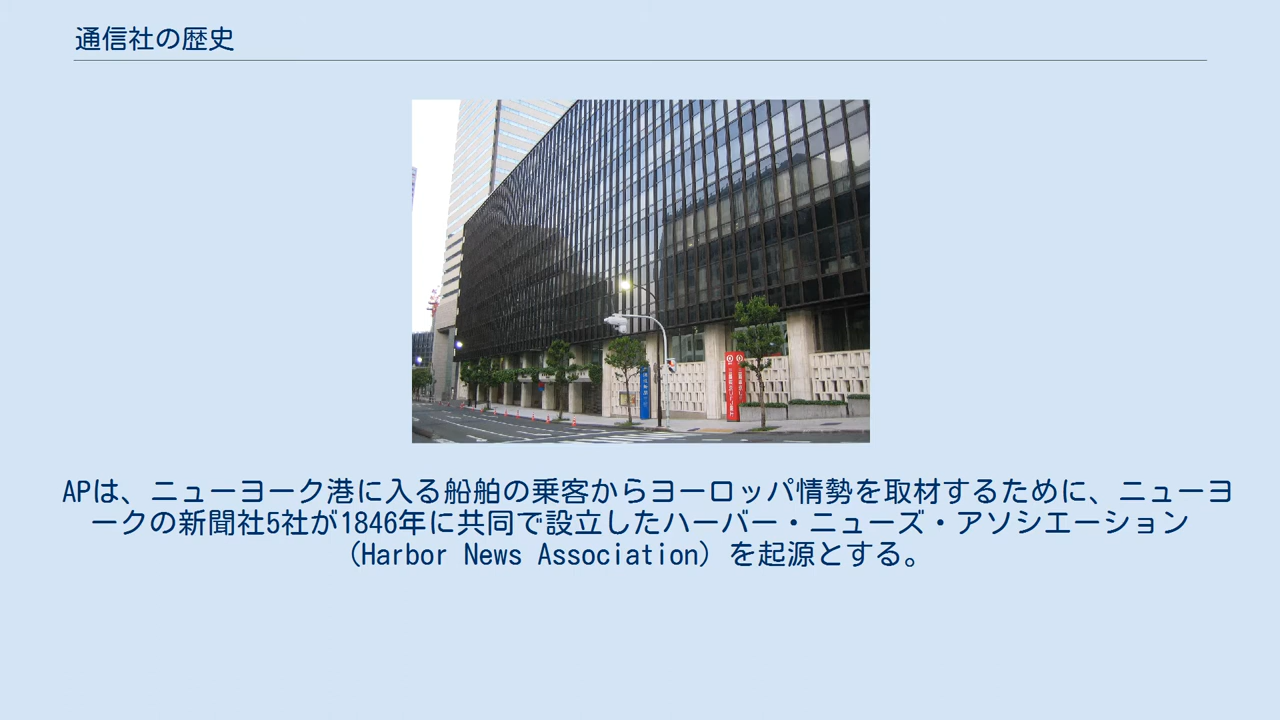 通信社の歴史
APは、ニューヨーク港に入る船舶の乗客からヨーロッパ情勢を取材するために、ニューヨ
ークの新聞社5社が1846年に共同で設立したハーバー・ニューズ・アソシエーション
（Harbor News Association）を起源とする。